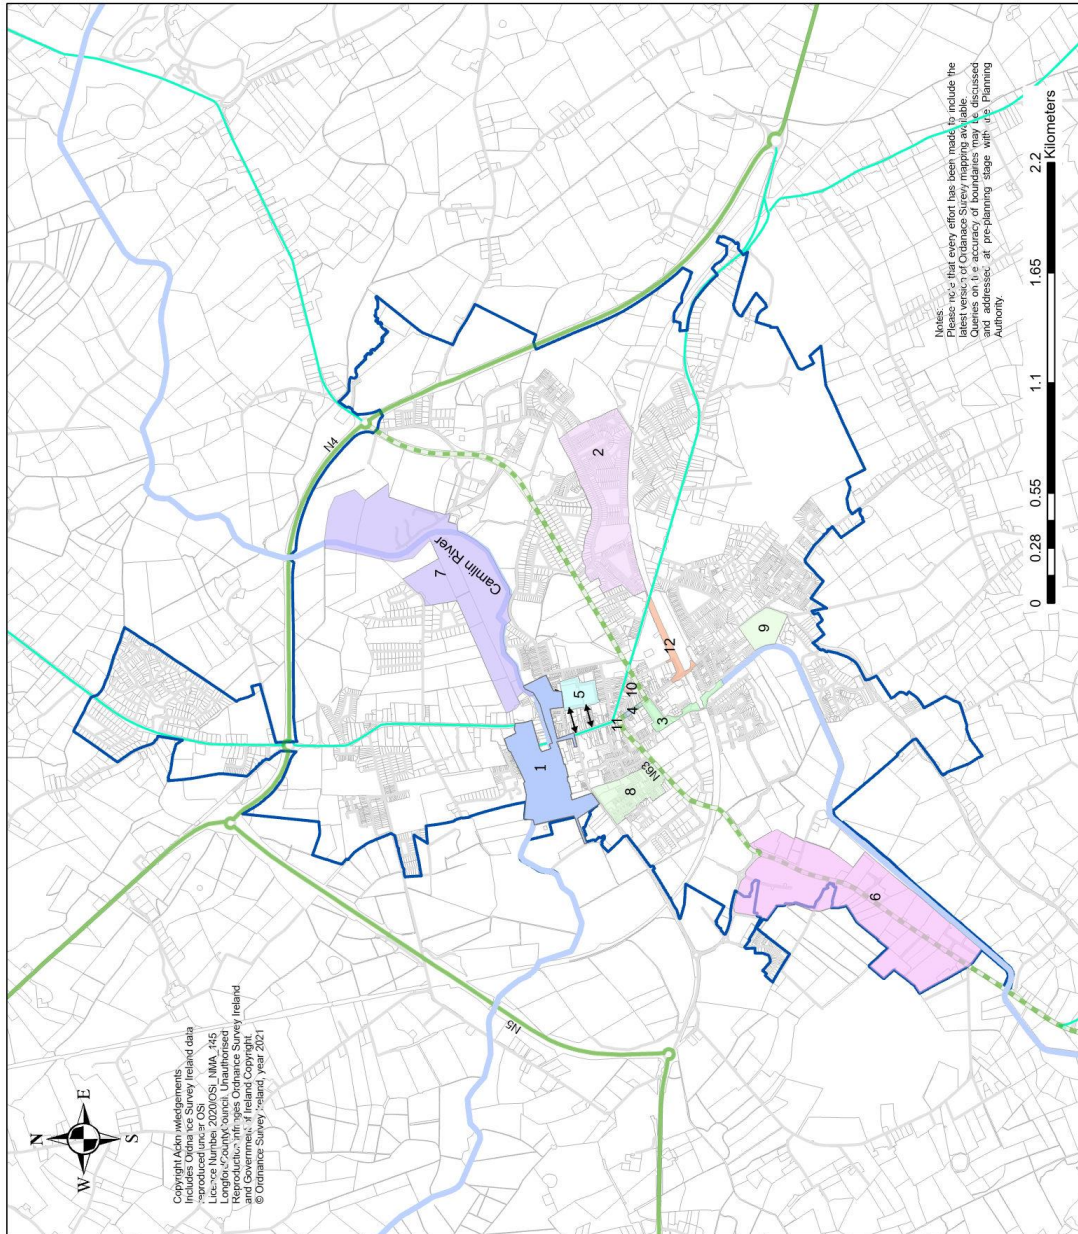 N
W E
S
Copyright Acknowledgements
Includes Ordnance Survey Ireland data
reproduced under OSi
Licence Number 2020/OSi_NMA_145
Longford County Council. Unauthorised
Reproduction infringes Ordnance Survey Ireland
and Government of Ireland Copyright.
© Ordnance Survey Ireland, year 2021
N5
N4
N63
Camlin River
1
2
3
4
5
6
7
8
9
10
11
12
Notes:
Please note that every effort has been made to include the
latest version of Ordanace Surevy mapping available.
Queries on the accuracy of boundaries may be discussed
and addressed at pre-planning stage with the Planning
Authority.
0 0.28 0.55 1.1 1.65 2.2
Kilometers